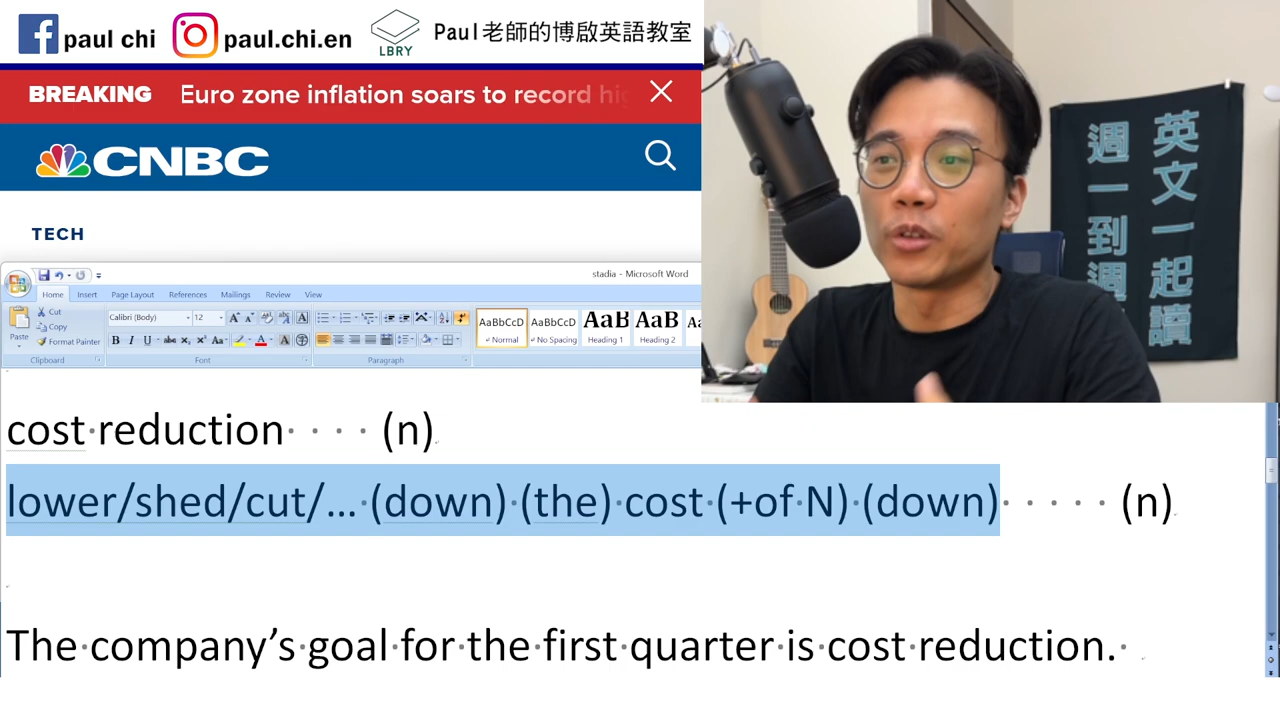 paul chi
paul.chi.en
LBRY
Paul老師的博啟英語教室
BREAKING Euro zone inflation soars to record hig
CNBC
TECH
英文一起讀
週一到週
stadia - Microsoft Word
Home Insert Page Layout References Mailings Review View
Paste
Cut
Copy
Format Painter
Calibri (Body) 12
AaBbCcD AaBbCcD AaBb AaBbC
Normal No Spacing Heading 1 Heading 2
Clipboard Font Paragraph
cost reduction (n)
lower/shed/cut/… (down) (the) cost (+of N) (down) (n)
The company’s goal for the first quarter is cost reduction.